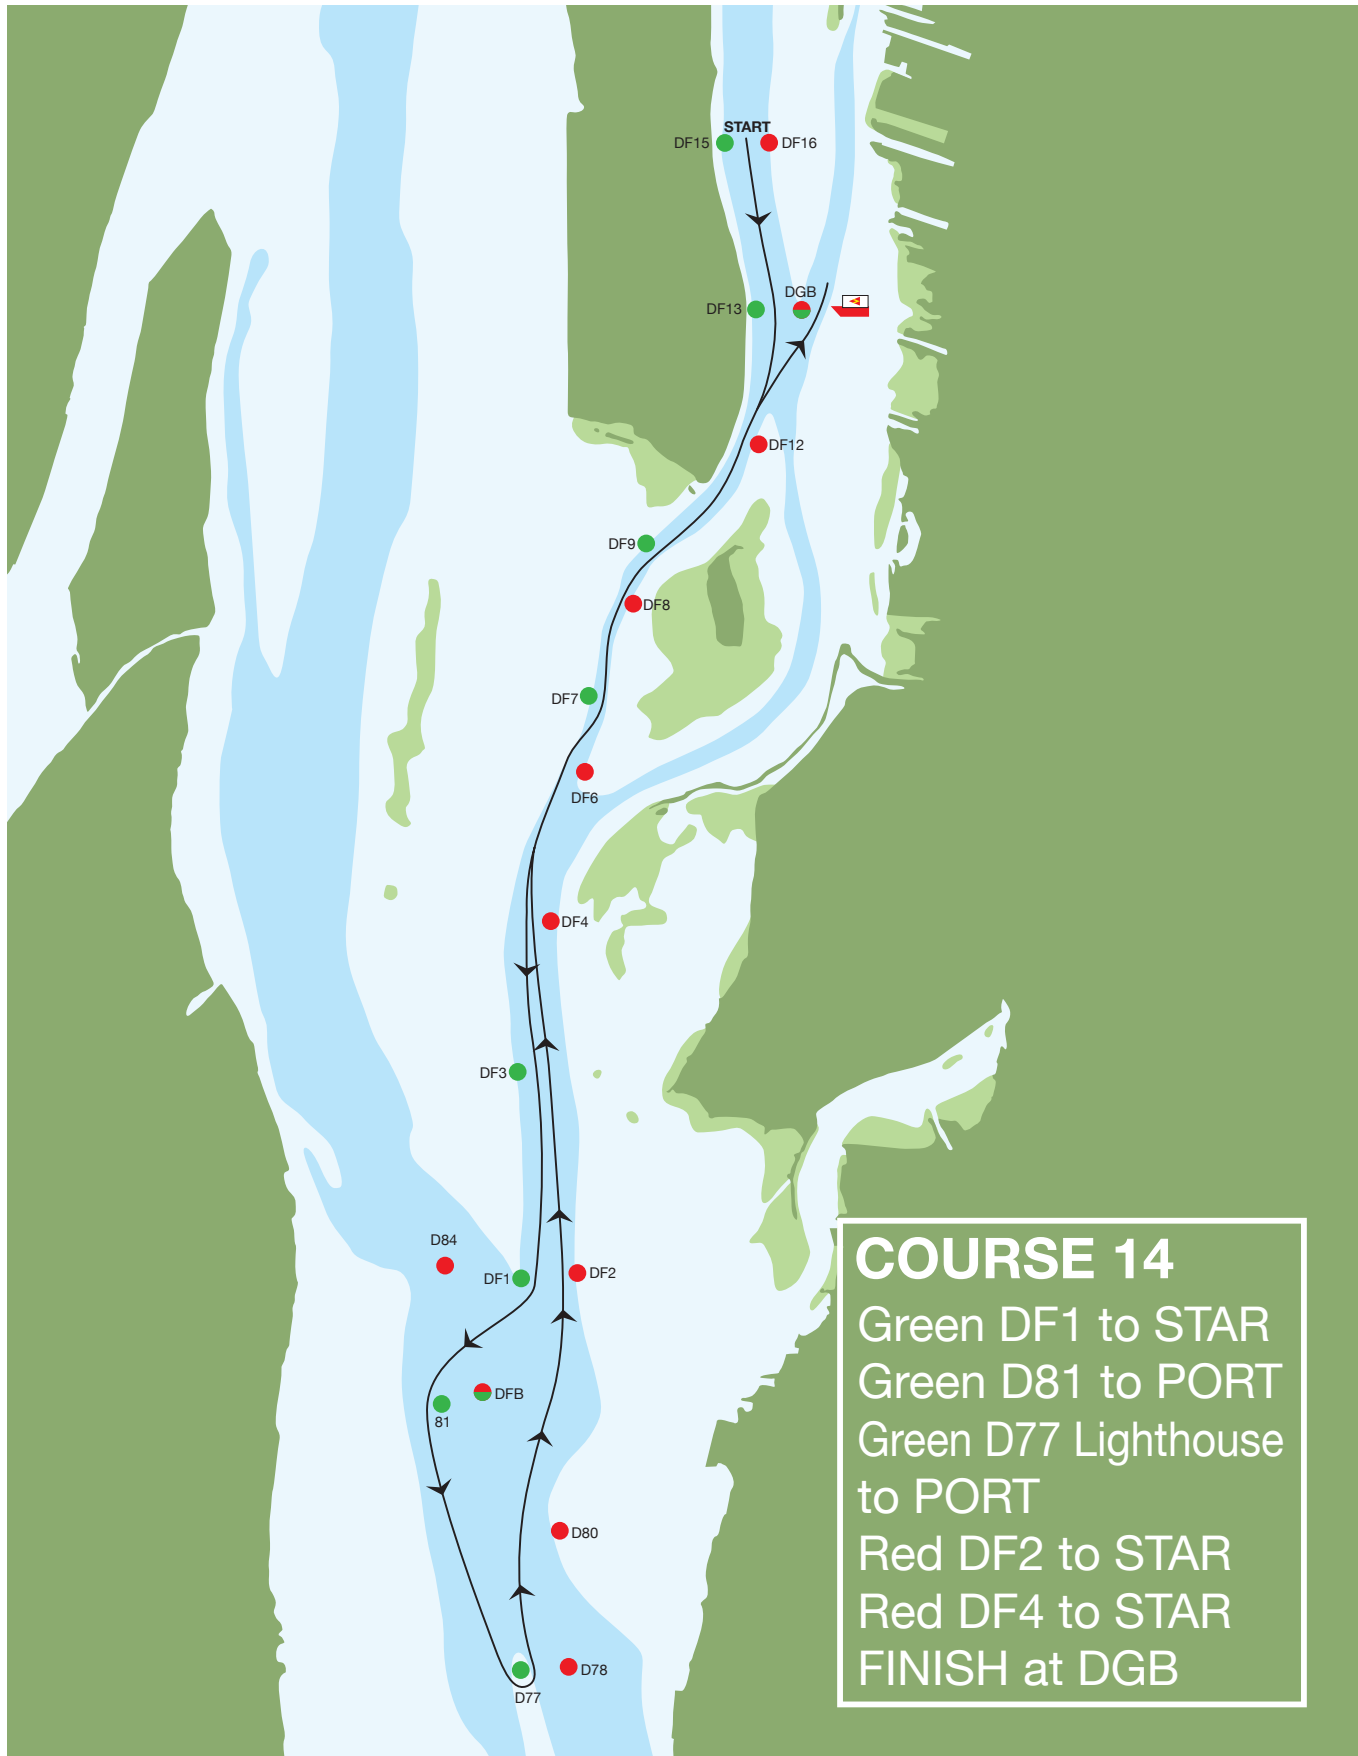 START
DF15
DF16
DGB
DF13
DF12
DF9
DF8
DF7
DF6
DF4
DF3
D84
DF1
DF2
DFB
81
D80
D78
D77
COURSE 14
Green DF1 to STAR
Green D81 to PORT
Green D77 Lighthouse
to PORT
Red DF2 to STAR
Red DF4 to STAR
FINISH at DGB